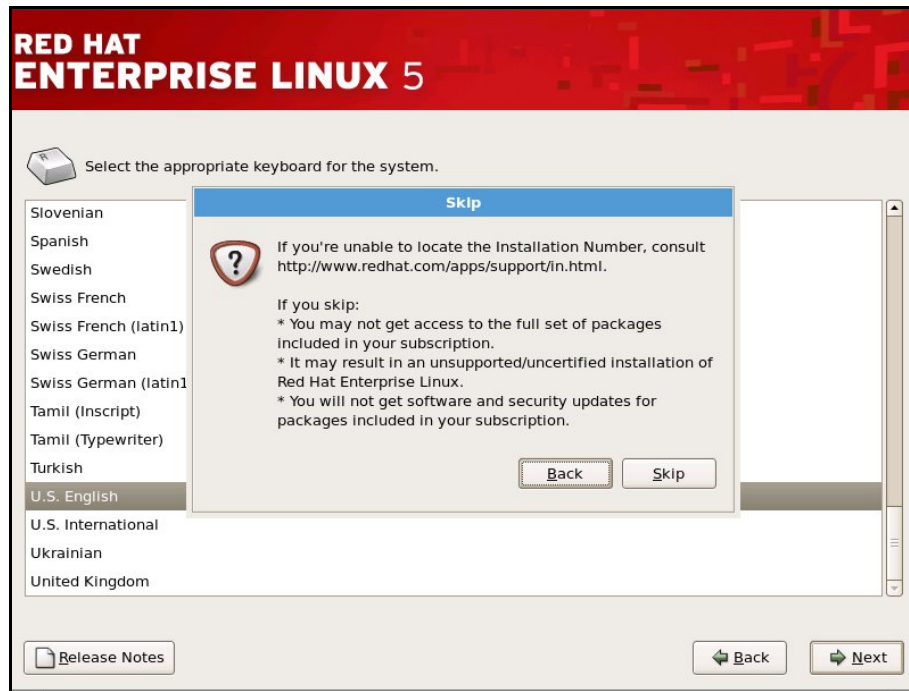 RED HAT
ENTERPRISE LINUX 5
R
Select the appropriate keyboard for the system.
Slovenian
Spanish
Swedish
Swiss French
Swiss French (latin1)
Swiss German
Swiss German (latin1
Tamil (Inscript)
Tamil (Typewriter)
Turkish
U.S. English
U.S. International
Ukrainian
United Kingdom
Skip
?
If you're unable to locate the Installation Number, consult
http://www.redhat.com/apps/support/in.html.
If you skip:
* You may not get access to the full set of packages
included in your subscription.
* It may result in an unsupported/uncertified installation of
Red Hat Enterprise Linux.
* You will not get software and security updates for
packages included in your subscription.
Back
Skip
Release Notes
Back
Next